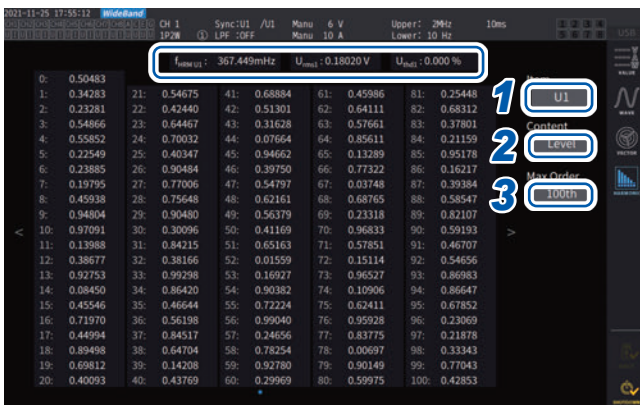 2021-11-25 17:55:12 WideBand CH 1 Sync:U1 /U1 Manu 6 V Upper: 2MHz 10ms 1 2 3 4
1P2W ① LPF :OFF Manu 10 A Lower: 10 Hz 5 6 7 8 USB
fHRM U1 : 367.449mHz Urms1 : 0.18020 V Uthd1 : 0.000 %
VALUE
0: 0.50483 Item
1: 0.34283 21: 0.54675 41: 0.68884 61: 0.45986 81: 0.25448 1 U1
WAVE
2: 0.23281 22: 0.42440 42: 0.51301 62: 0.64111 82: 0.68312
3: 0.54866 23: 0.64467 43: 0.31628 63: 0.57661 83: 0.37801 Content
4: 0.55852 24: 0.70032 44: 0.07664 64: 0.85611 84: 0.21159 2 Level
5: 0.22549 25: 0.40347 45: 0.94662 65: 0.13289 85: 0.95178 VECTOR
6: 0.23885 26: 0.90484 46: 0.39750 66: 0.77322 86: 0.16217
7: 0.19795 27: 0.77006 47: 0.54797 67: 0.03748 87: 0.39384 Max Order
8: 0.45938 28: 0.75648 48: 0.62161 68: 0.68765 88: 0.58547 3 100th HARMONIC
9: 0.94804 29: 0.90480 49: 0.56379 69: 0.23318 89: 0.82107
< 10: 0.97091 30: 0.30096 50: 0.41169 70: 0.96833 90: 0.59193 >
11: 0.13988 31: 0.84215 51: 0.65163 71: 0.57851 91: 0.46707
12: 0.38677 32: 0.38166 52: 0.01559 72: 0.15114 92: 0.54656
13: 0.92753 33: 0.99298 53: 0.16927 73: 0.96527 93: 0.86983
14: 0.08450 34: 0.86420 54: 0.90382 74: 0.10906 94: 0.86647
15: 0.45546 35: 0.46644 55: 0.72224 75: 0.62411 95: 0.67852
16: 0.71970 36: 0.56198 56: 0.99040 76: 0.95928 96: 0.23069
17: 0.44994 37: 0.84517 57: 0.24656 77: 0.83775 97: 0.21878
18: 0.89498 38: 0.64704 58: 0.78254 78: 0.00697 98: 0.33343
19: 0.69812 39: 0.14208 59: 0.92780 79: 0.90149 99: 0.77043
20: 0.40093 40: 0.43769 60: 0.29969 80: 0.59975 100: 0.42853
SHUTDOWN